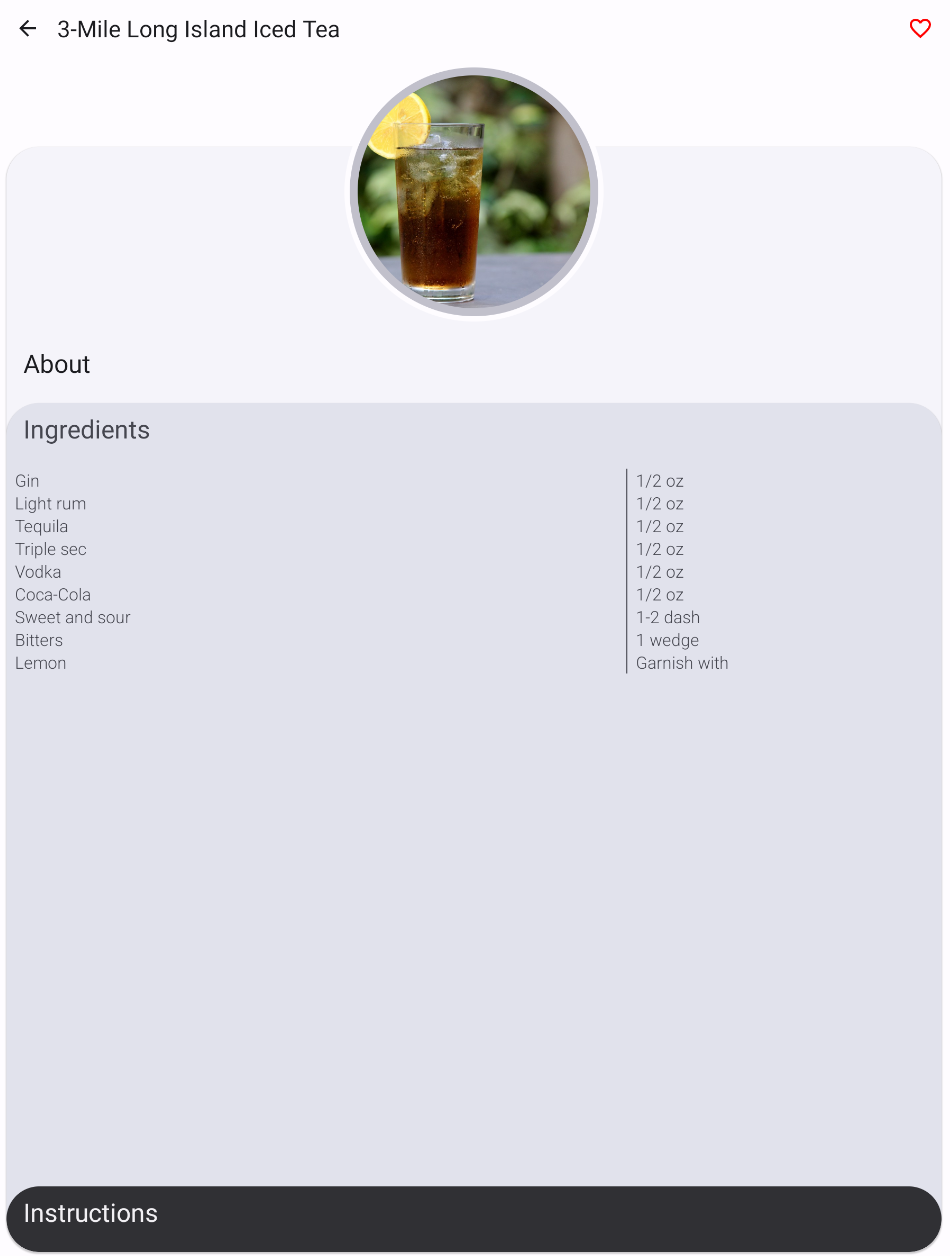 3-Mile Long Island Iced Tea
About
Ingredients
Gin 1/2 oz
Light rum 1/2 oz
Tequila 1/2 oz
Triple sec 1/2 oz
Vodka 1/2 oz
Coca-Cola 1/2 oz
Sweet and sour 1-2 dash
Bitters 1 wedge
Lemon Garnish with
Instructions